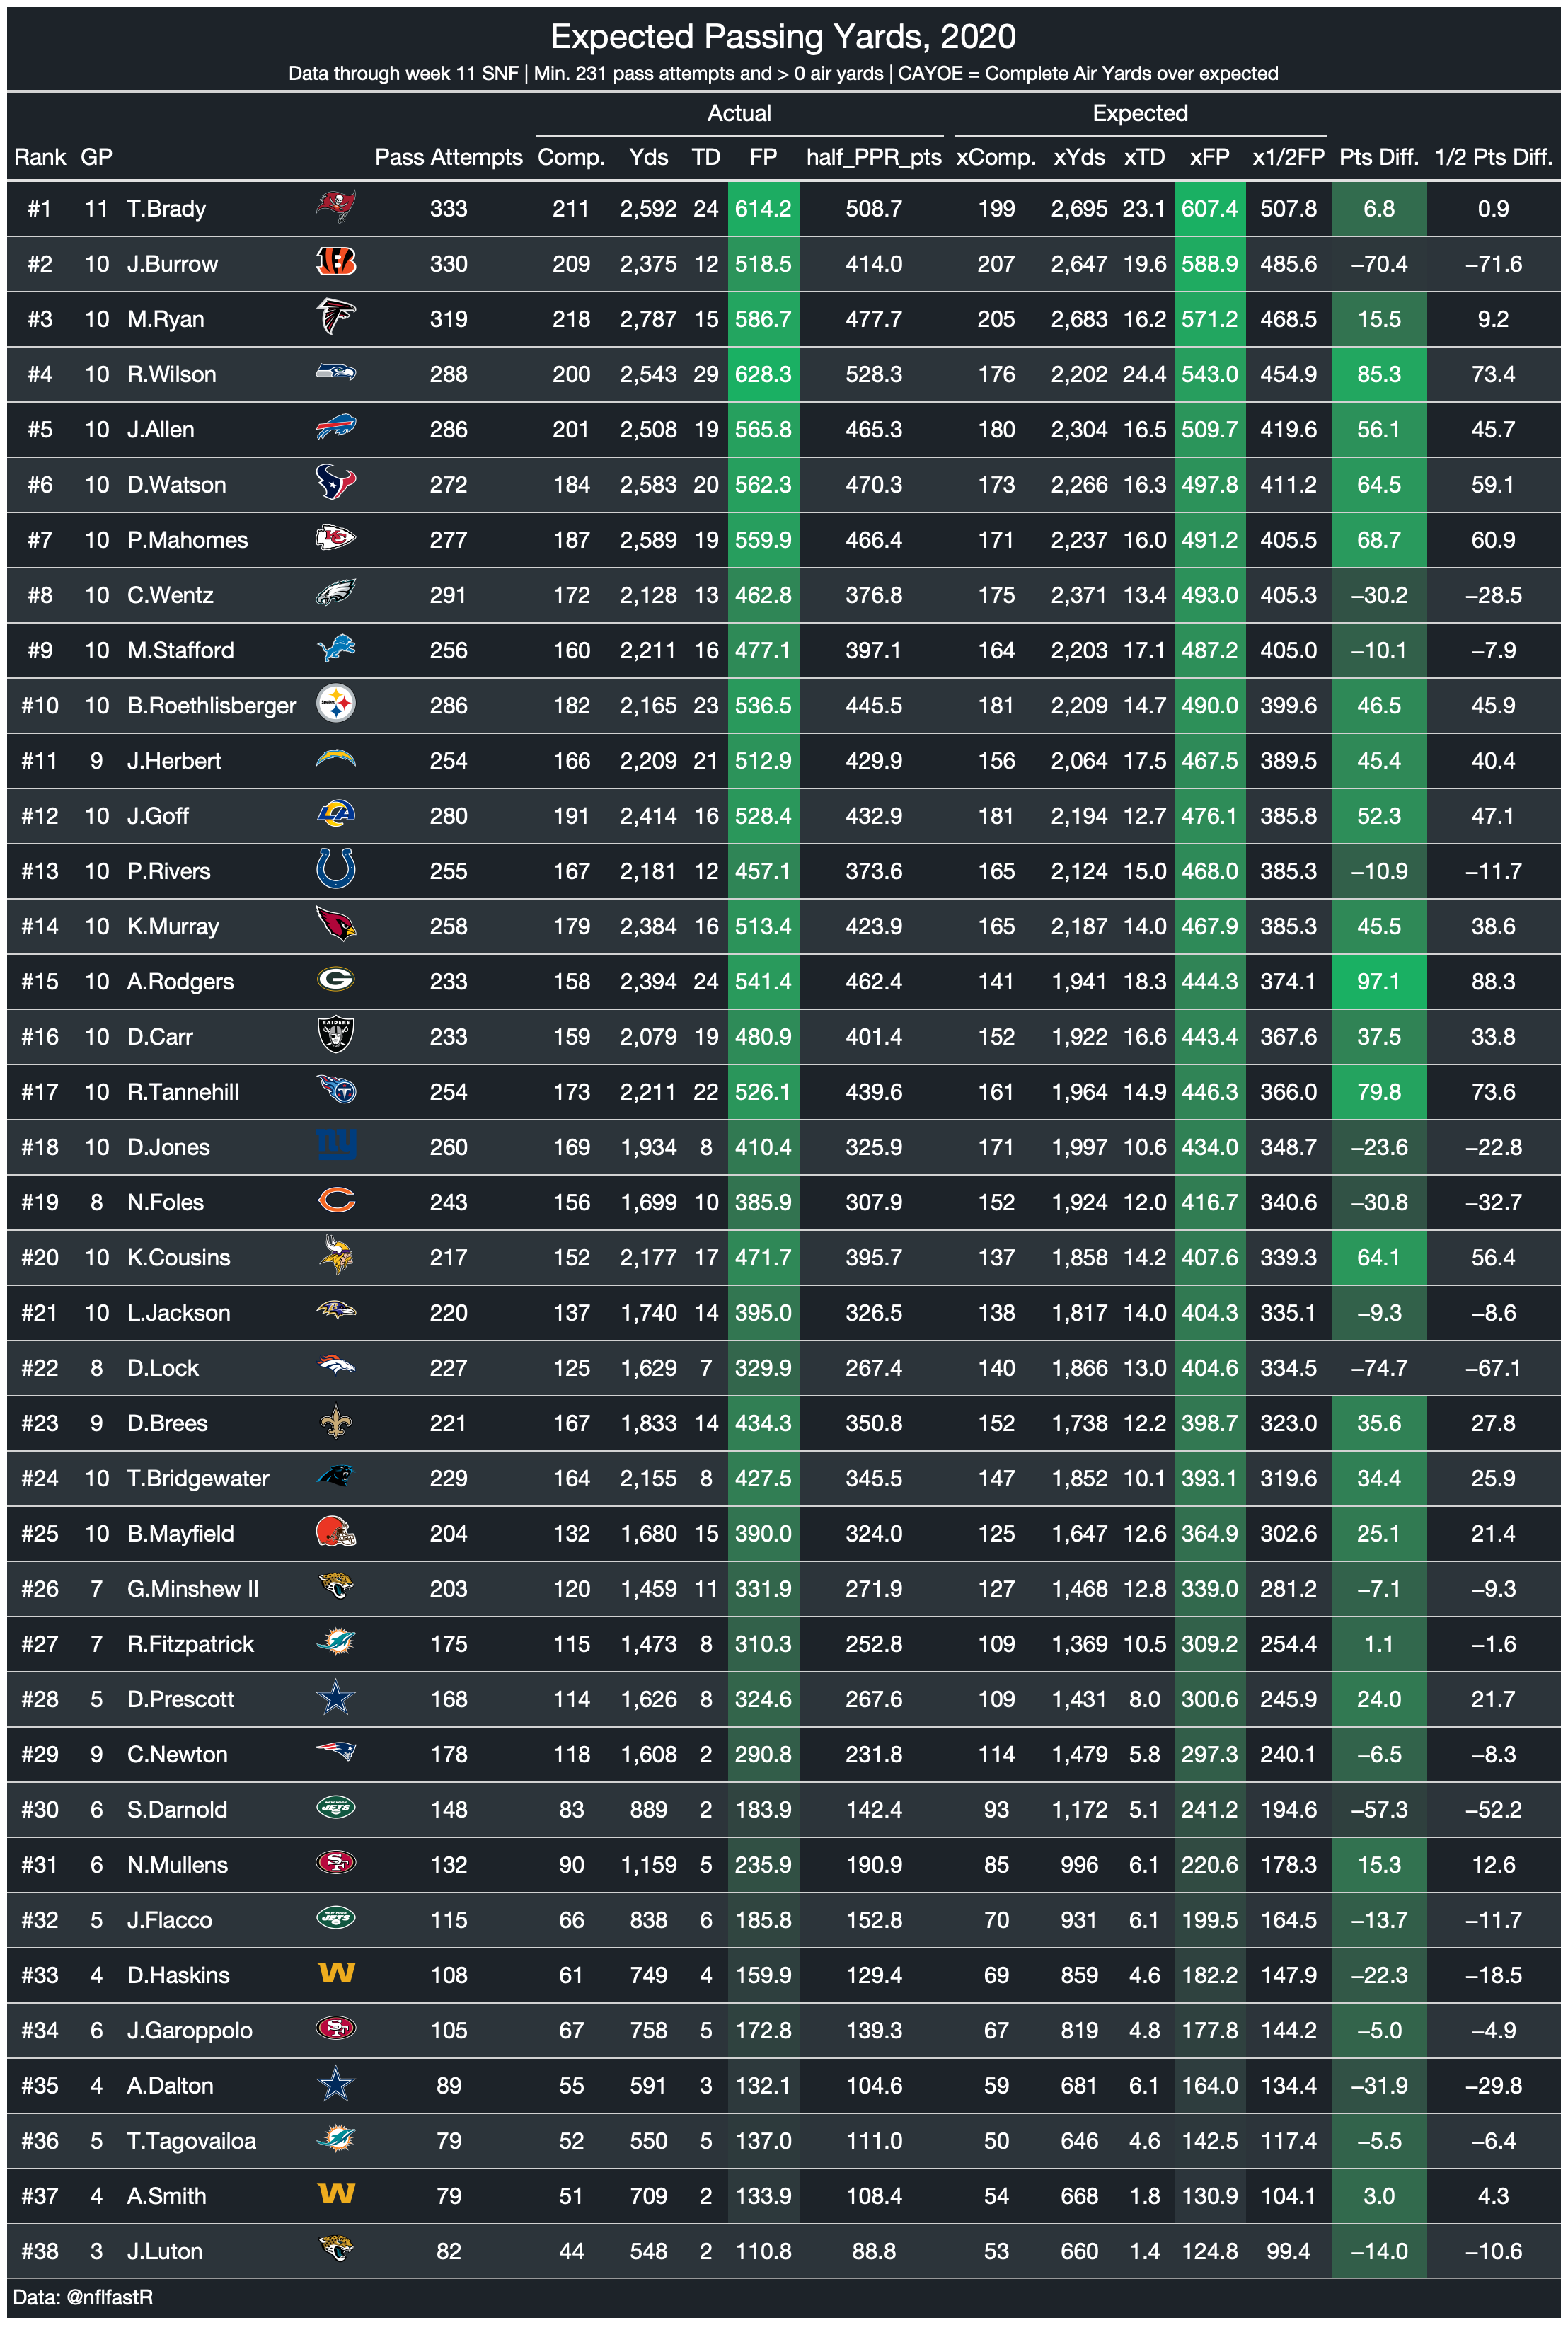 Expected Passing Yards, 2020
Data through week 11 SNF | Min. 231 pass attempts and > 0 air yards | CAYOE = Complete Air Yards over expected
Actual Expected
Rank GP Pass Attempts Comp. Yds TD FP half_PPR_pts xComp. xYds xTD xFP x1/2FP Pts Diff. 1/2 Pts Diff.
#1 11 T.Brady 333 211 2,592 24 614.2 508.7 199 2,695 23.1 607.4 507.8 6.8 0.9
#2 10 J.Burrow 330 209 2,375 12 518.5 414.0 207 2,647 19.6 588.9 485.6 −70.4 −71.6
#3 10 M.Ryan 319 218 2,787 15 586.7 477.7 205 2,683 16.2 571.2 468.5 15.5 9.2
#4 10 R.Wilson 288 200 2,543 29 628.3 528.3 176 2,202 24.4 543.0 454.9 85.3 73.4
#5 10 J.Allen 286 201 2,508 19 565.8 465.3 180 2,304 16.5 509.7 419.6 56.1 45.7
#6 10 D.Watson 272 184 2,583 20 562.3 470.3 173 2,266 16.3 497.8 411.2 64.5 59.1
#7 10 P.Mahomes 277 187 2,589 19 559.9 466.4 171 2,237 16.0 491.2 405.5 68.7 60.9
#8 10 C.Wentz 291 172 2,128 13 462.8 376.8 175 2,371 13.4 493.0 405.3 −30.2 −28.5
#9 10 M.Stafford 256 160 2,211 16 477.1 397.1 164 2,203 17.1 487.2 405.0 −10.1 −7.9
#10 10 B.Roethlisberger Steelers 286 182 2,165 23 536.5 445.5 181 2,209 14.7 490.0 399.6 46.5 45.9
#11 9 J.Herbert 254 166 2,209 21 512.9 429.9 156 2,064 17.5 467.5 389.5 45.4 40.4
#12 10 J.Goff LA 280 191 2,414 16 528.4 432.9 181 2,194 12.7 476.1 385.8 52.3 47.1
#13 10 P.Rivers 255 167 2,181 12 457.1 373.6 165 2,124 15.0 468.0 385.3 −10.9 −11.7
#14 10 K.Murray 258 179 2,384 16 513.4 423.9 165 2,187 14.0 467.9 385.3 45.5 38.6
#15 10 A.Rodgers G 233 158 2,394 24 541.4 462.4 141 1,941 18.3 444.3 374.1 97.1 88.3
#16 10 D.Carr RAIDERS 233 159 2,079 19 480.9 401.4 152 1,922 16.6 443.4 367.6 37.5 33.8
#17 10 R.Tannehill T 254 173 2,211 22 526.1 439.6 161 1,964 14.9 446.3 366.0 79.8 73.6
#18 10 D.Jones ny 260 169 1,934 8 410.4 325.9 171 1,997 10.6 434.0 348.7 −23.6 −22.8
#19 8 N.Foles C 243 156 1,699 10 385.9 307.9 152 1,924 12.0 416.7 340.6 −30.8 −32.7
#20 10 K.Cousins 217 152 2,177 17 471.7 395.7 137 1,858 14.2 407.6 339.3 64.1 56.4
#21 10 L.Jackson 220 137 1,740 14 395.0 326.5 138 1,817 14.0 404.3 335.1 −9.3 −8.6
#22 8 D.Lock 227 125 1,629 7 329.9 267.4 140 1,866 13.0 404.6 334.5 −74.7 −67.1
#23 9 D.Brees 221 167 1,833 14 434.3 350.8 152 1,738 12.2 398.7 323.0 35.6 27.8
#24 10 T.Bridgewater 229 164 2,155 8 427.5 345.5 147 1,852 10.1 393.1 319.6 34.4 25.9
#25 10 B.Mayfield 204 132 1,680 15 390.0 324.0 125 1,647 12.6 364.9 302.6 25.1 21.4
#26 7 G.Minshew II 203 120 1,459 11 331.9 271.9 127 1,468 12.8 339.0 281.2 −7.1 −9.3
#27 7 R.Fitzpatrick 175 115 1,473 8 310.3 252.8 109 1,369 10.5 309.2 254.4 1.1 −1.6
#28 5 D.Prescott 168 114 1,626 8 324.6 267.6 109 1,431 8.0 300.6 245.9 24.0 21.7
#29 9 C.Newton 178 118 1,608 2 290.8 231.8 114 1,479 5.8 297.3 240.1 −6.5 −8.3
#30 6 S.Darnold NEW YORK JETS 148 83 889 2 183.9 142.4 93 1,172 5.1 241.2 194.6 −57.3 −52.2
#31 6 N.Mullens SF 132 90 1,159 5 235.9 190.9 85 996 6.1 220.6 178.3 15.3 12.6
#32 5 J.Flacco NEW YORK JETS 115 66 838 6 185.8 152.8 70 931 6.1 199.5 164.5 −13.7 −11.7
#33 4 D.Haskins W 108 61 749 4 159.9 129.4 69 859 4.6 182.2 147.9 −22.3 −18.5
#34 6 J.Garoppolo SF 105 67 758 5 172.8 139.3 67 819 4.8 177.8 144.2 −5.0 −4.9
#35 4 A.Dalton 89 55 591 3 132.1 104.6 59 681 6.1 164.0 134.4 −31.9 −29.8
#36 5 T.Tagovailoa 79 52 550 5 137.0 111.0 50 646 4.6 142.5 117.4 −5.5 −6.4
#37 4 A.Smith W 79 51 709 2 133.9 108.4 54 668 1.8 130.9 104.1 3.0 4.3
#38 3 J.Luton 82 44 548 2 110.8 88.8 53 660 1.4 124.8 99.4 −14.0 −10.6
Data: @nflfastR